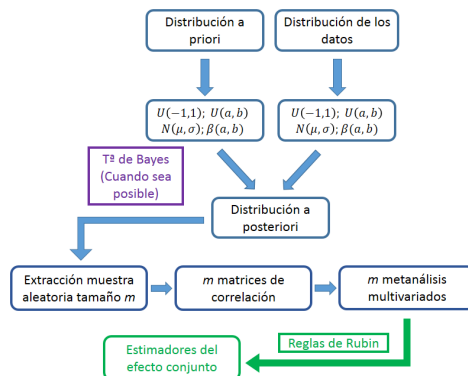 Distribución a
priori
Distribución de los
datos
U(−1,1); U(a,b)
N(μ,σ); β(a,b)
U(−1,1); U(a,b)
N(μ,σ); β(a,b)
Tª de Bayes
(Cuando sea
posible)
Distribución a
posteriori
Extracción muestra
aleatoria tamaño m
m matrices de
correlación
m metanálisis
multivariados
Reglas de Rubin
Estimadores del
efecto conjunto